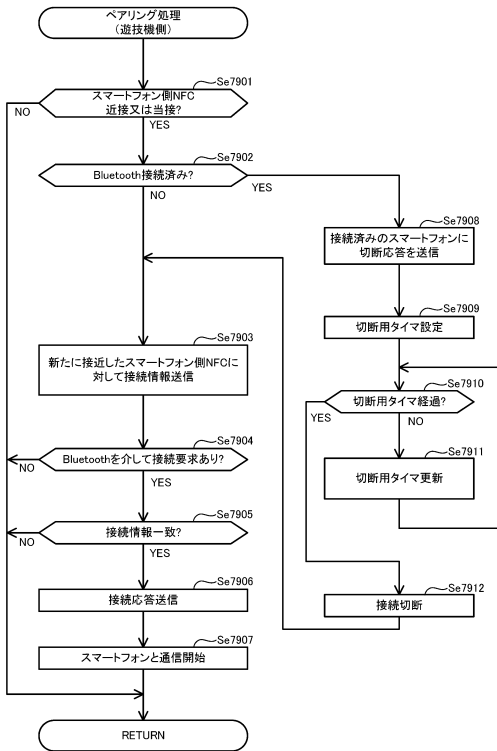 ペアリング処理
(遊技機側)
Se7901
スマートフォン側NFC
近接又は当接?
NO
YES
Se7902
Bluetooth接続済み?
YES
NO
Se7908
接続済みのスマートフォンに
切断応答を送信
Se7909
切断用タイマ設定
Se7903
新たに接近したスマートフォン側NFCに
対して接続情報送信
Se7910
切断用タイマ経過?
YES
NO
Se7904
Bluetoothを介して接続要求あり?
NO
YES
Se7911
切断用タイマ更新
Se7905
接続情報一致?
NO
YES
Se7906
接続応答送信
Se7912
接続切断
Se7907
スマートフォンと通信開始
RETURN